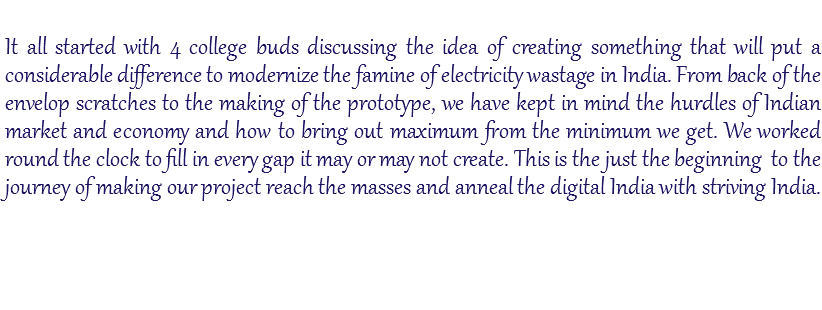 It all started with 4 college buds discussing the idea of creating something that will put a
considerable difference to modernize the famine of electricity wastage in India. From back of the
envelop scratches to the making of the prototype, we have kept in mind the hurdles of Indian
market and economy and how to bring out maximum from the minimum we get. We worked
round the clock to fill in every gap it may or may not create. This is the just the beginning to the
journey of making our project reach the masses and anneal the digital India with striving India.